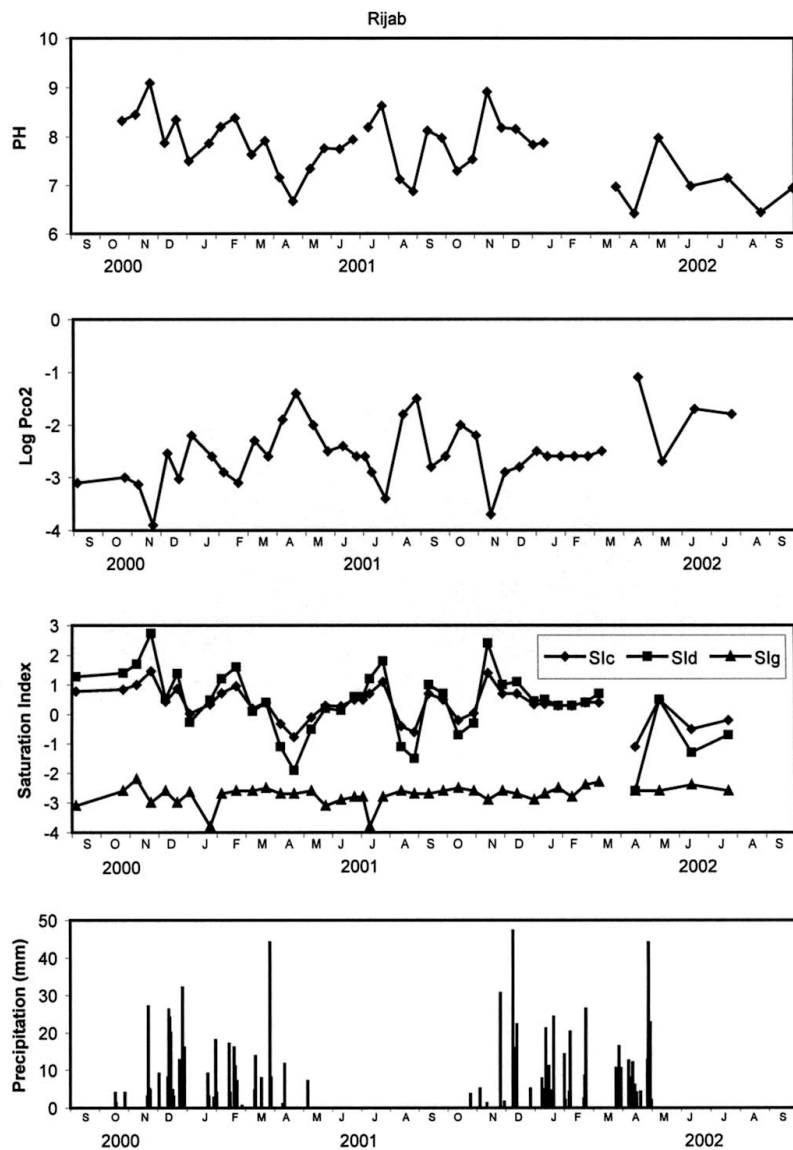 Rijab
10
9
8
7
6
PH
S O N D J F M A M J J A S O N D J F M A M J J A S
2000 2001 2002
0
-1
-2
-3
-4
Log Pco2
S O N D J F M A M J J A S O N D J F M A M J J A S
2000 2001 2002
3
2
1
0
-1
-2
-3
-4
Saturation Index
SIc SId SIg
S O N D J F M A M J J A S O N D J F M A M J J A S
2000 2001 2002
50
40
30
20
10
0
Precipitation (mm)
S O N D J F M A M J J A S O N D J F M A M J J A S
2000 2001 2002